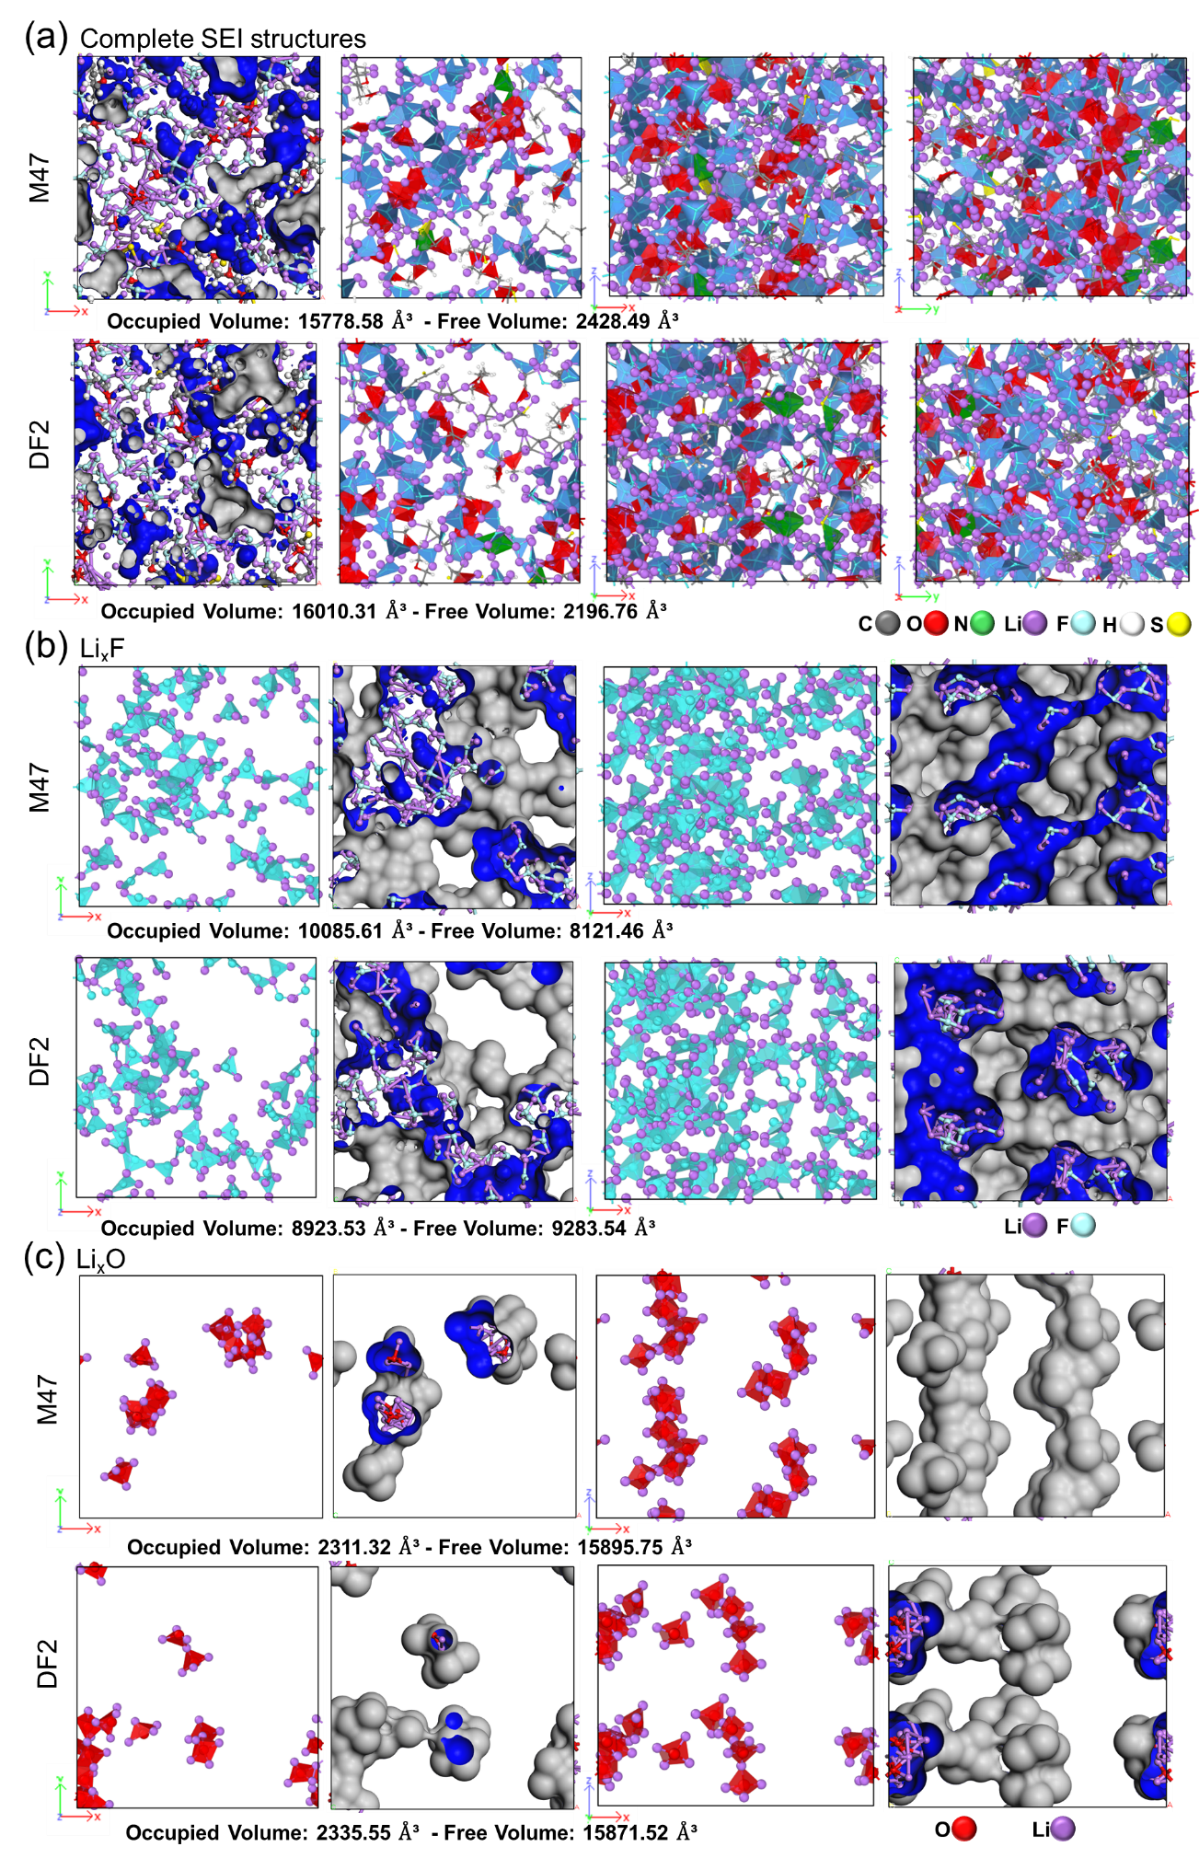 (a) Complete SEI structures
M47
Occupied Volume: 15778.58 Å³ - Free Volume: 2428.49 Å³
DF2
Occupied Volume: 16010.31 Å³ - Free Volume: 2196.76 Å³
C O N Li F H S
(b) LiₓF
M47
Occupied Volume: 10085.61 Å³ - Free Volume: 8121.46 Å³
DF2
Occupied Volume: 8923.53 Å³ - Free Volume: 9283.54 Å³
Li F
(c) LiₓO
M47
Occupied Volume: 2311.32 Å³ - Free Volume: 15895.75 Å³
DF2
Occupied Volume: 2335.55 Å³ - Free Volume: 15871.52 Å³
O Li